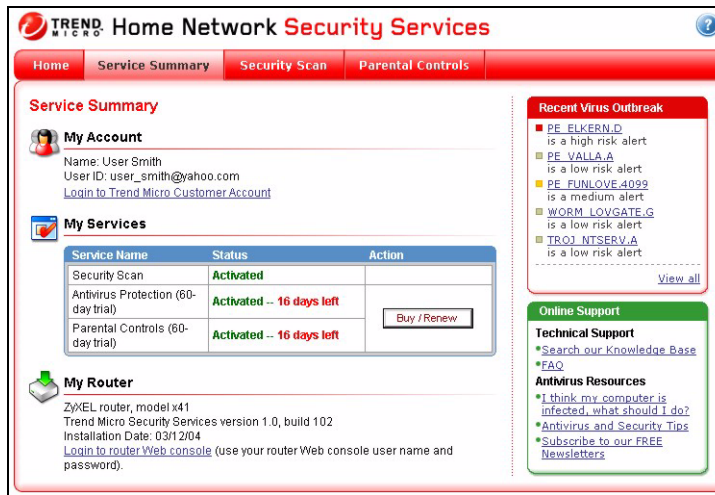 TREND MICRO Home Network Security Services
?
Home Service Summary Security Scan Parental Controls
Service Summary
My Account
Name: User Smith
User ID: user_smith@yahoo.com
Login to Trend Micro Customer Account
My Services
Service Name Status Action
Security Scan Activated
Antivirus Protection (60-
day trial)
Activated -- 16 days left
Parental Controls (60-
day trial)
Activated -- 16 days left
Buy / Renew
My Router
ZyXEL router, model x41
Trend Micro Security Services version 1.0, build 102
Installation Date: 03/12/04
Login to router Web console (use your router Web console user name and
password).
Recent Virus Outbreak
PE_ELKERN.D
is a high risk alert
PE_VALLA.A
is a low risk alert
PE_FUNLOVE.4099
is a medium alert
WORM_LOVGATE.G
is a low risk alert
TROJ_NTSERV.A
is a low risk alert
View all
Online Support
Technical Support
Search our Knowledge Base
FAQ
Antivirus Resources
I think my computer is
infected, what should I do?
Antivirus and Security Tips
Subscribe to our FREE
Newsletters